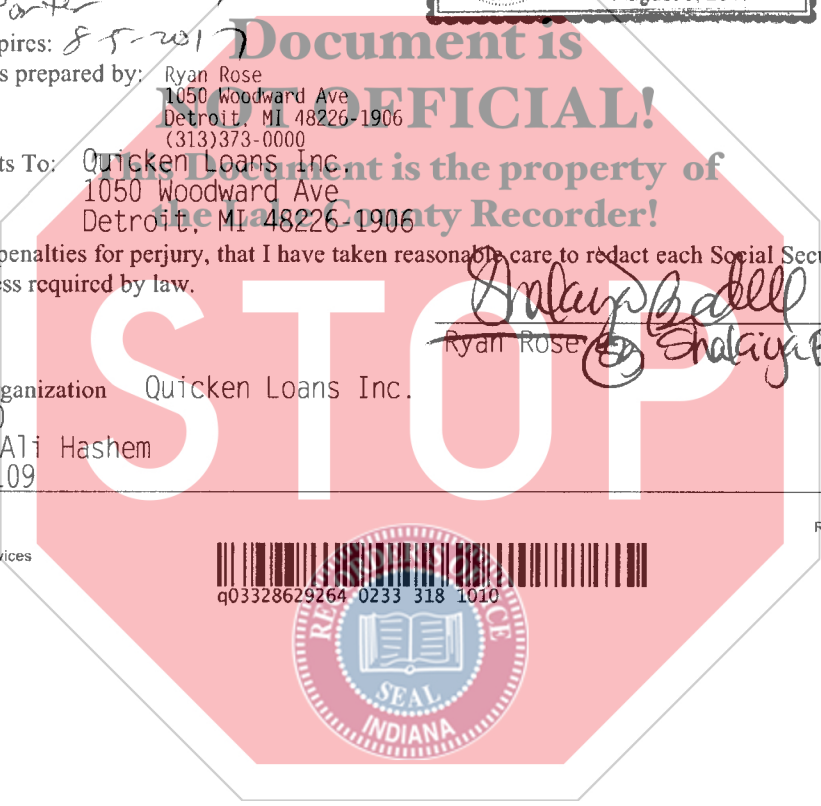 pires: 8-5-2017
Document is
s prepared by: Ryan Rose
1050 Woodward Ave
NOT OFFICIAL!
Detroit, MI 48226-1906
(313)373-0000
ts To: Quicken Loans Inc.
This Document is the property of
1050 Woodward Ave
the Lake County Recorder!
Detroit, MI 48226-1906
penalties for perjury, that I have taken reasonable care to redact each Social Secu
ess required by law.
Ryan Rose
STOP
ganization Quicken Loans Inc.
Ali Hashem
109
R
vices
q03328629264 0233 318 1010
RECORDER'S OFFICE
SEAL
INDIANA